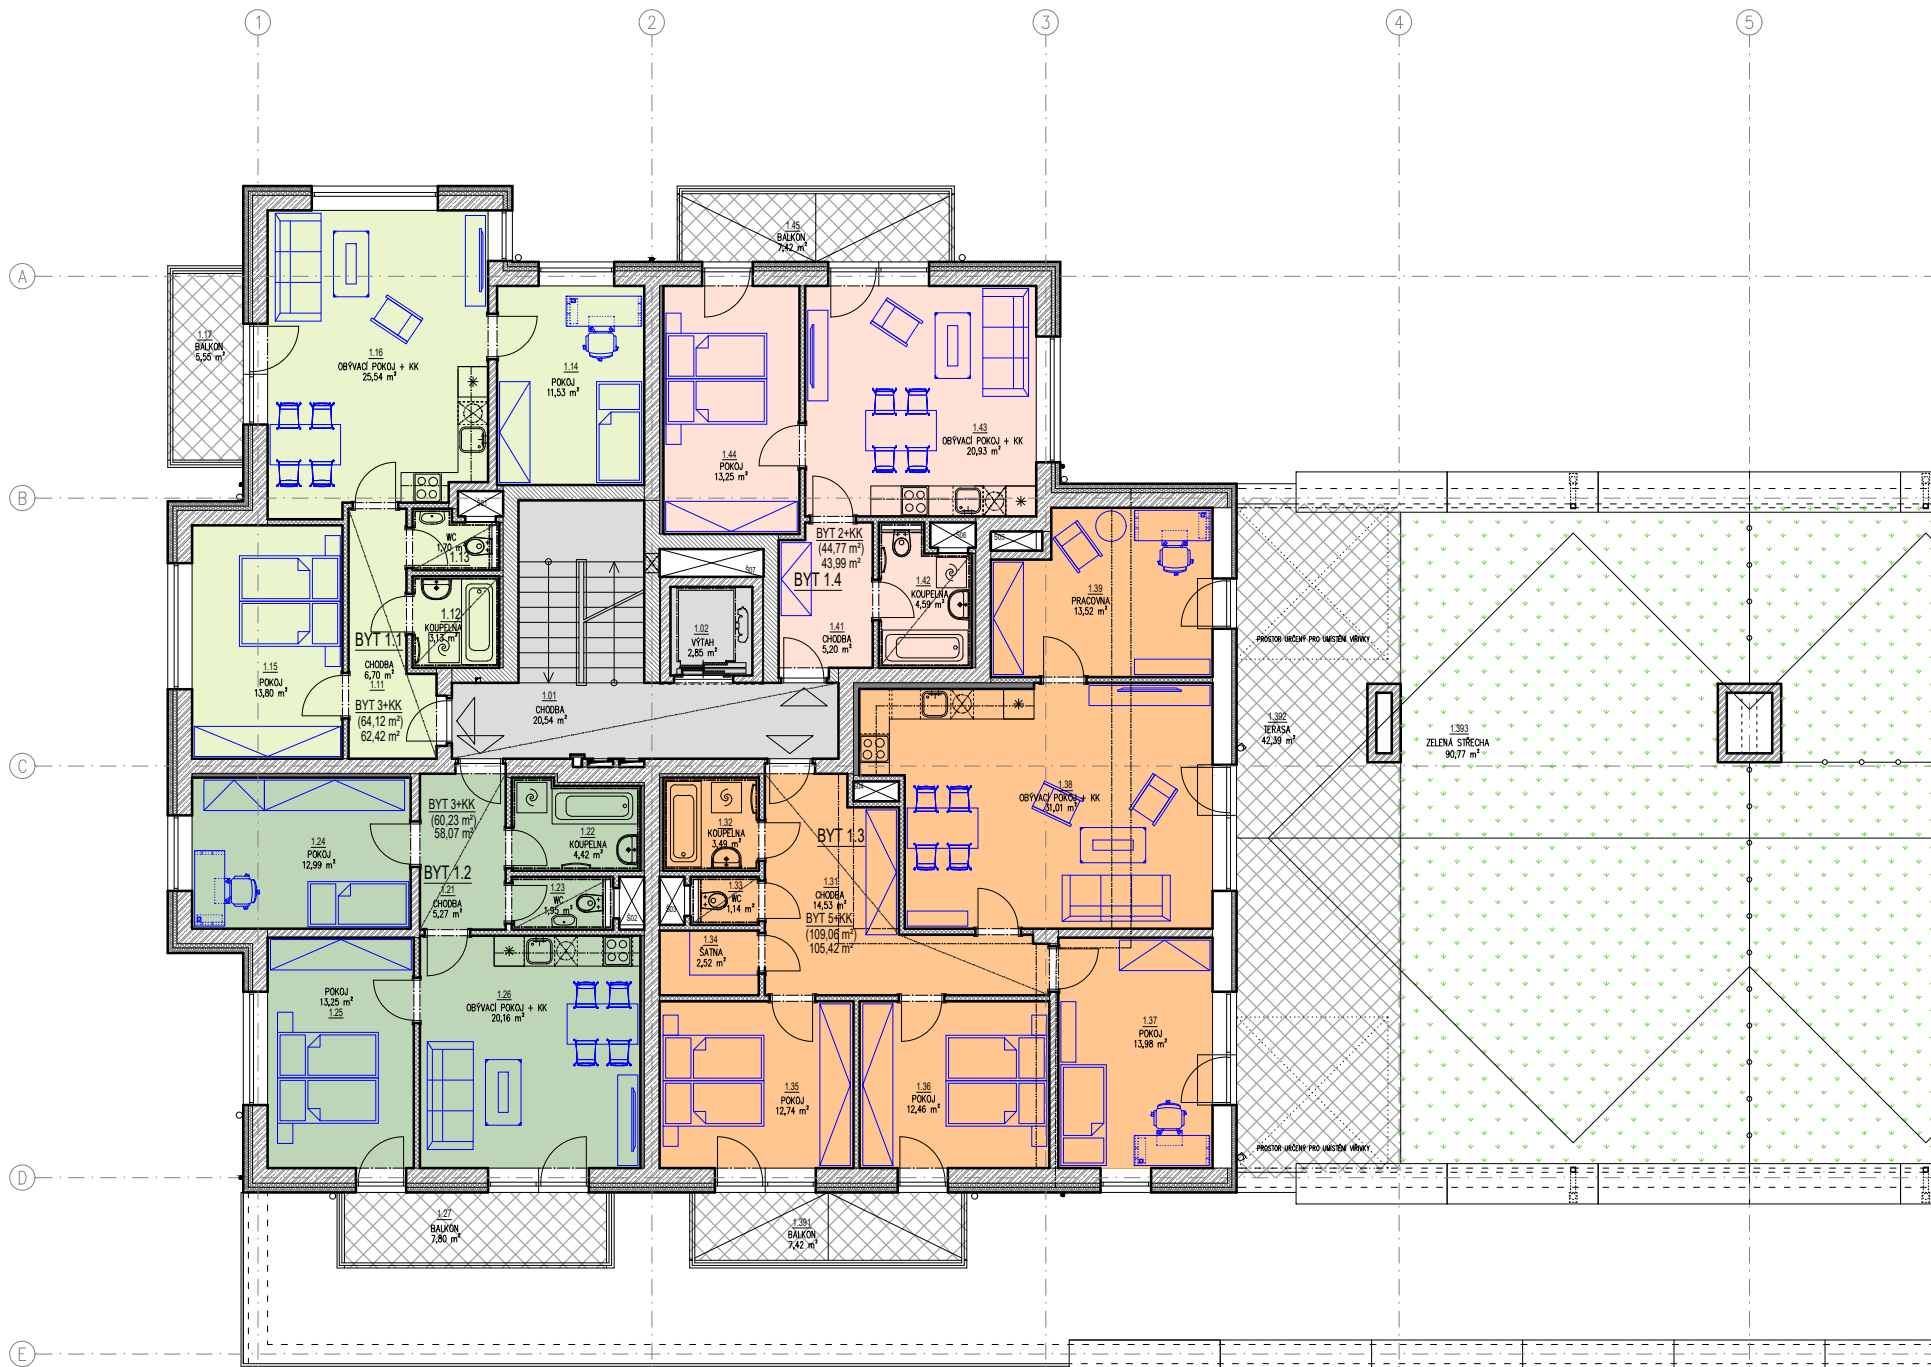 1
2
3
4
5
A
B
C
D
E
1.45
BALKON
7,42 m²
1.17
BALKON
5,55 m²
1.16
OBÝVACÍ POKOJ + KK
25,54 m²
1.14
POKOJ
11,53 m²
1.44
POKOJ
13,25 m²
1.43
OBÝVACÍ POKOJ + KK
20,93 m²
S01
WC
1,70 m²
1.13
1.12
KOUPELNA
3,13 m²
BYT 1.1
CHODBA
6,70 m²
1.11
BYT 3+KK
(64,12 m²)
62,42 m²
1.15
POKOJ
13,80 m²
S07
1.02
VÝTAH
2,85 m²
1.01
CHODBA
20,54 m²
BYT 2+KK
(44,77 m²)
43,99 m²
BYT 1.4
1.41
CHODBA
5,20 m²
S06
S05
1.42
KOUPELNA
4,59 m²
1.39
PRACOVNA
13,52 m²
PROSTOR URČENÝ PRO UMÍSTĚNÍ VÍŘIVKY
1.392
TERASA
42,39 m²
1.393
ZELENÁ STŘECHA
90,77 m²
1.24
POKOJ
12,99 m²
BYT 3+KK
(60,23 m²)
58,07 m²
BYT 1.2
1.21
CHODBA
5,27 m²
1.22
KOUPELNA
4,42 m²
1.23
WC
1,95 m²
S02
S03
1.32
KOUPELNA
3,49 m²
1.33
WC
1,14 m²
1.34
ŠATNA
2,52 m²
S04
BYT 1.3
1.31
CHODBA
14,53 m²
BYT 5+KK
(109,06 m²)
105,42 m²
1.38
OBÝVACÍ POKOJ + KK
31,01 m²
POKOJ
13,25 m²
1.25
1.26
OBÝVACÍ POKOJ + KK
20,16 m²
1.35
POKOJ
12,74 m²
1.36
POKOJ
12,46 m²
1.37
POKOJ
13,98 m²
PROSTOR URČENÝ PRO UMÍSTĚNÍ VÍŘIVKY
1.27
BALKON
7,80 m²
1.391
BALKON
7,42 m²